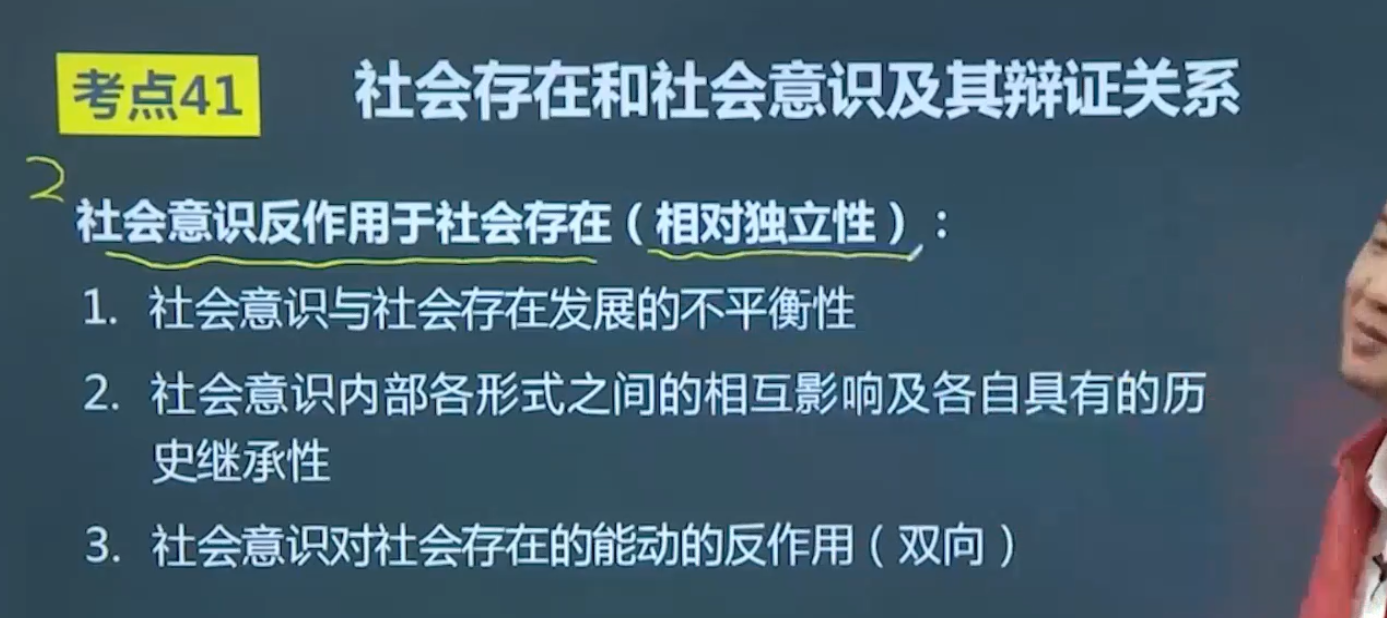 考点41
社会存在和社会意识及其辩证关系
2
社会意识反作用于社会存在（相对独立性）：
1. 社会意识与社会存在发展的不平衡性
2. 社会意识内部各形式之间的相互影响及各自具有的历
史继承性
3. 社会意识对社会存在的能动的反作用（双向）